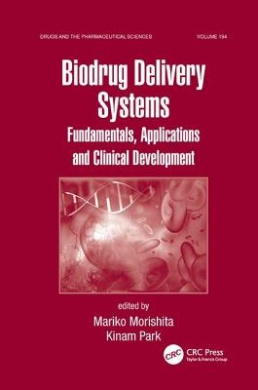 DRUGS AND THE PHARMACEUTICAL SCIENCES VOLUME 194
Biodrug Delivery
Systems
Fundamentals, Applications
and Clinical Development
edited by
Mariko Morishita
Kinam Park
CRC
CRC Press
Taylor & Francis Group